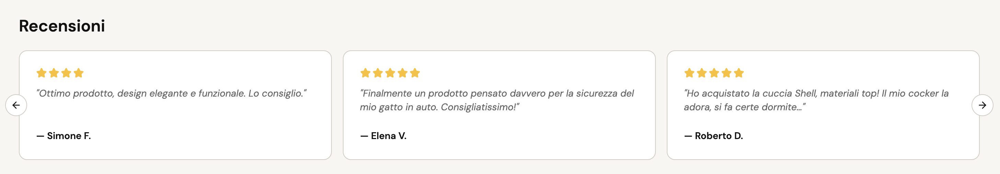 Recensioni
"Ottimo prodotto, design elegante e funzionale. Lo consiglio."
— Simone F.
"Finalmente un prodotto pensato davvero per la sicurezza del
mio gatto in auto. Consigliatissimo!"
— Elena V.
"Ho acquistato la cuccia Shell, materiali top! Il mio cocker la
adora, si fa certe dormite..."
— Roberto D.